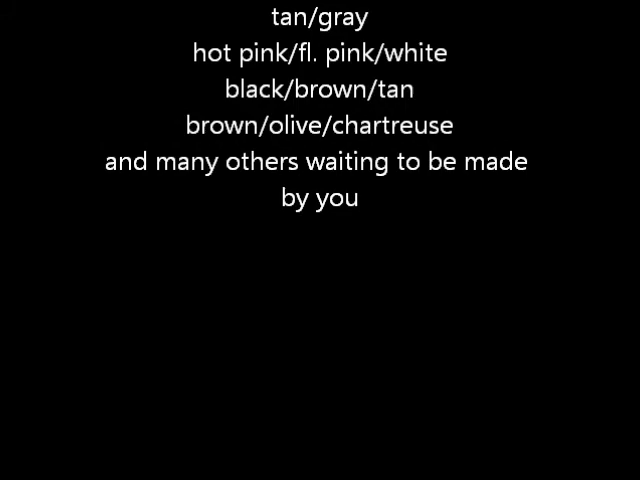 tan/gray
hot pink/fl. pink/white
black/brown/tan
brown/olive/chartreuse
and many others waiting to be made
by you